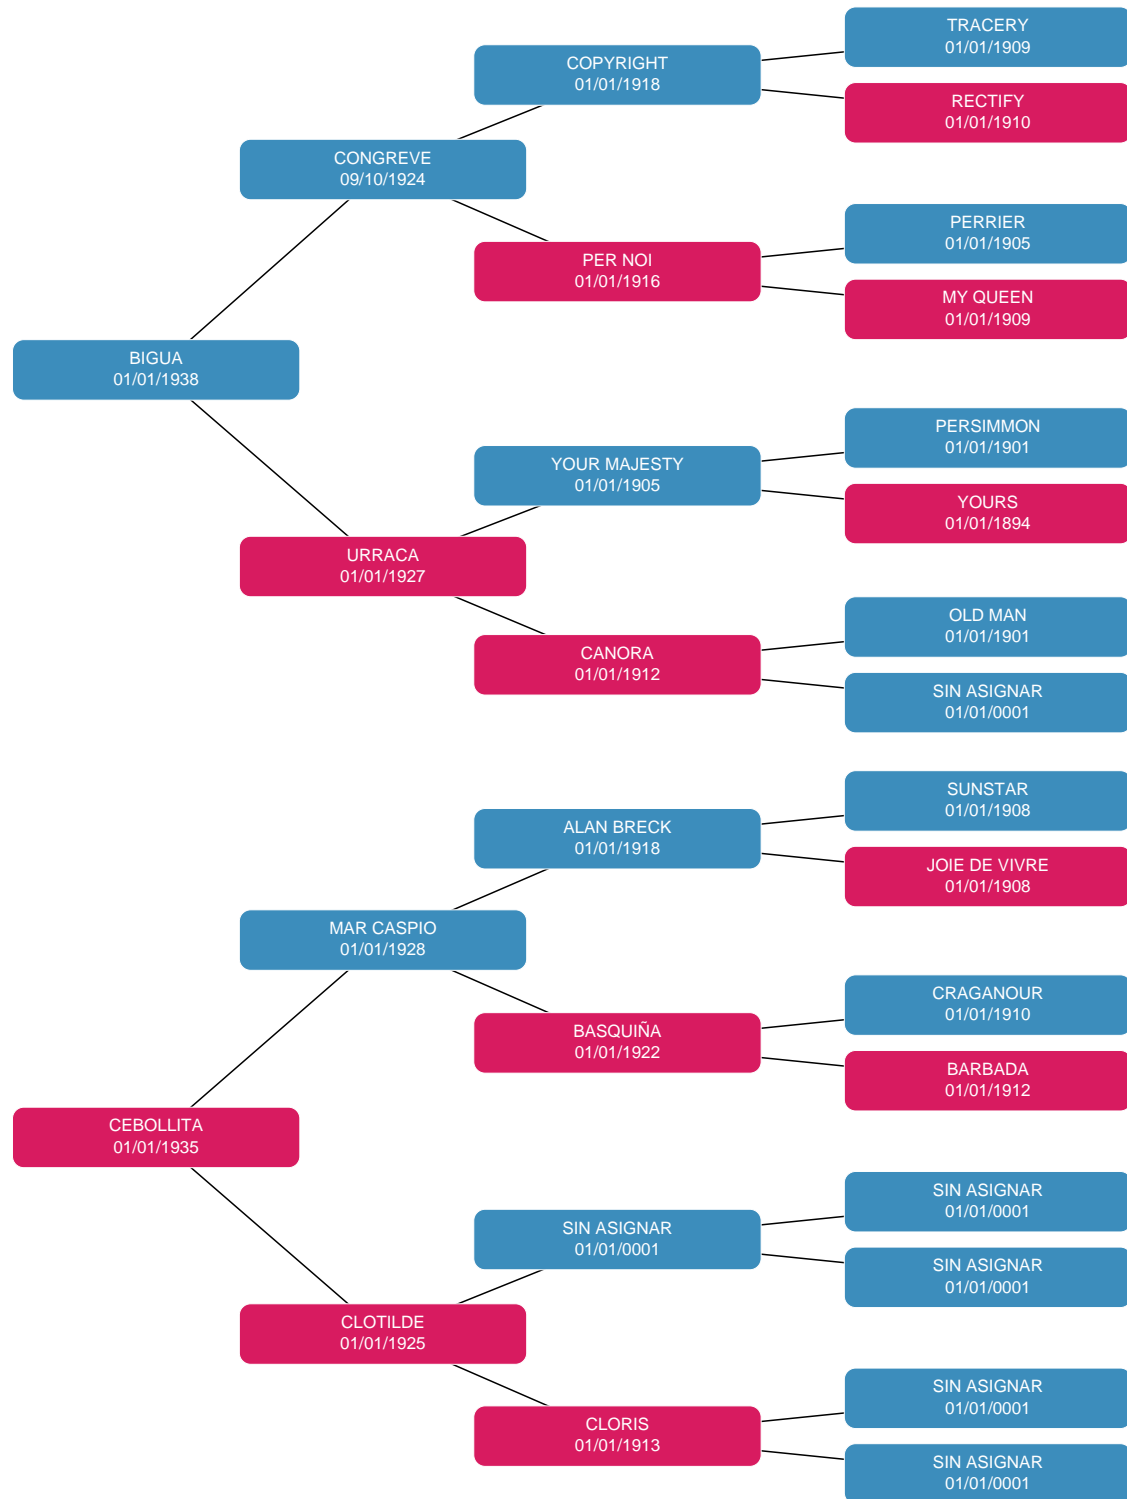 TRACERY
01/01/1909
COPYRIGHT
01/01/1918
RECTIFY
01/01/1910
CONGREVE
09/10/1924
PERRIER
01/01/1905
PER NOI
01/01/1916
MY QUEEN
01/01/1909
BIGUA
01/01/1938
PERSIMMON
01/01/1901
YOUR MAJESTY
01/01/1905
YOURS
01/01/1894
URRACA
01/01/1927
OLD MAN
01/01/1901
CANORA
01/01/1912
SIN ASIGNAR
01/01/0001
SUNSTAR
01/01/1908
ALAN BRECK
01/01/1918
JOIE DE VIVRE
01/01/1908
MAR CASPIO
01/01/1928
CRAGANOUR
01/01/1910
BASQUIÑA
01/01/1922
BARBADA
01/01/1912
CEBOLLITA
01/01/1935
SIN ASIGNAR
01/01/0001
SIN ASIGNAR
01/01/0001
SIN ASIGNAR
01/01/0001
CLOTILDE
01/01/1925
SIN ASIGNAR
01/01/0001
CLORIS
01/01/1913
SIN ASIGNAR
01/01/0001